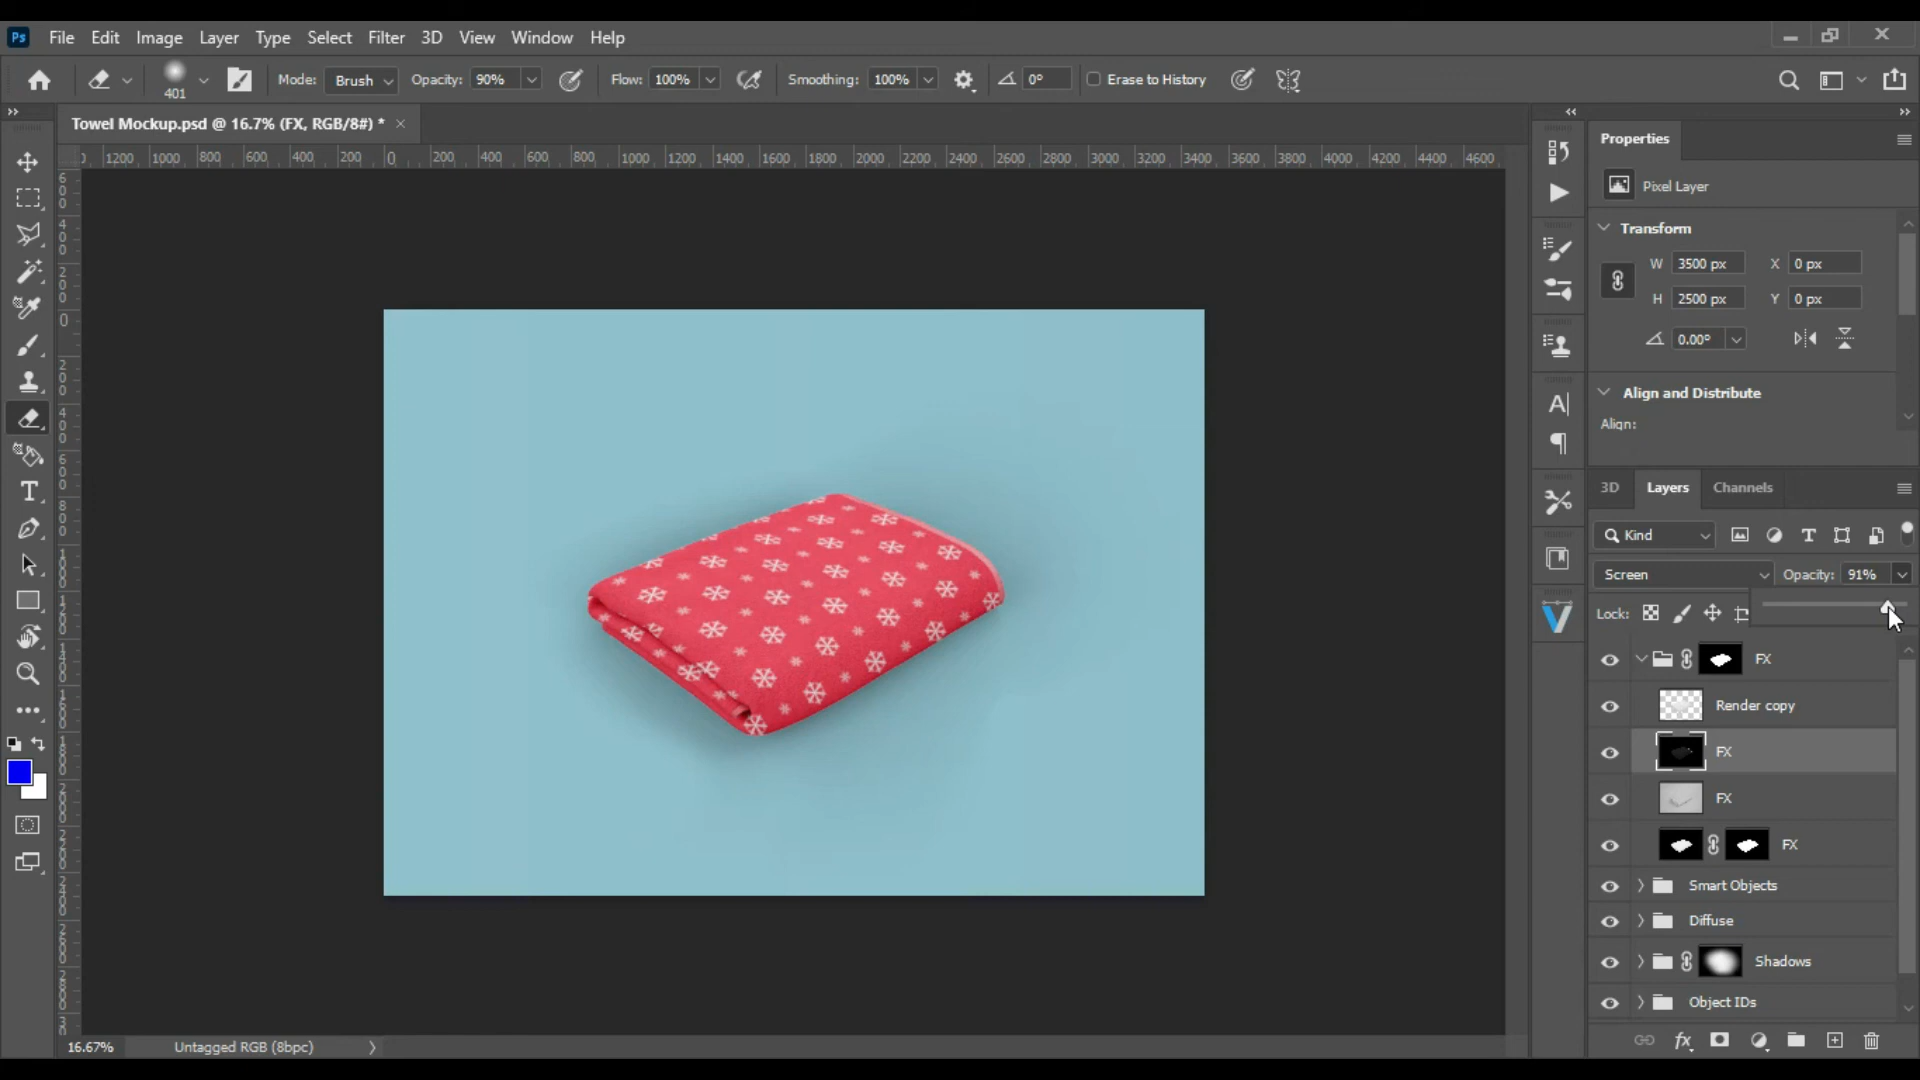 Ps File Edit Image Layer Type Select Filter 3D View Window Help
401 Mode: Brush Opacity: 90% Flow: 100% Smoothing: 100% 0° Erase to History
Towel Mockup.psd @ 16.7% (FX, RGB/8#) * ×
1200 1000 800 600 400 200 0 200 400 600 800 1000 1200 1400 1600 1800 2000 2200 2400 2600 2800 3000 3200 3400 3600 3800 4000 4200 4400 4600
Properties
Pixel Layer
Transform
W 3500 px X 0 px
H 2500 px Y 0 px
0.00°
Align and Distribute
Align:
3D Layers Channels
Kind
Screen Opacity: 91%
Lock:
FX
Render copy
FX
FX
FX
Smart Objects
Diffuse
Shadows
Object IDs
fx
16.67% Untagged RGB (8bpc)